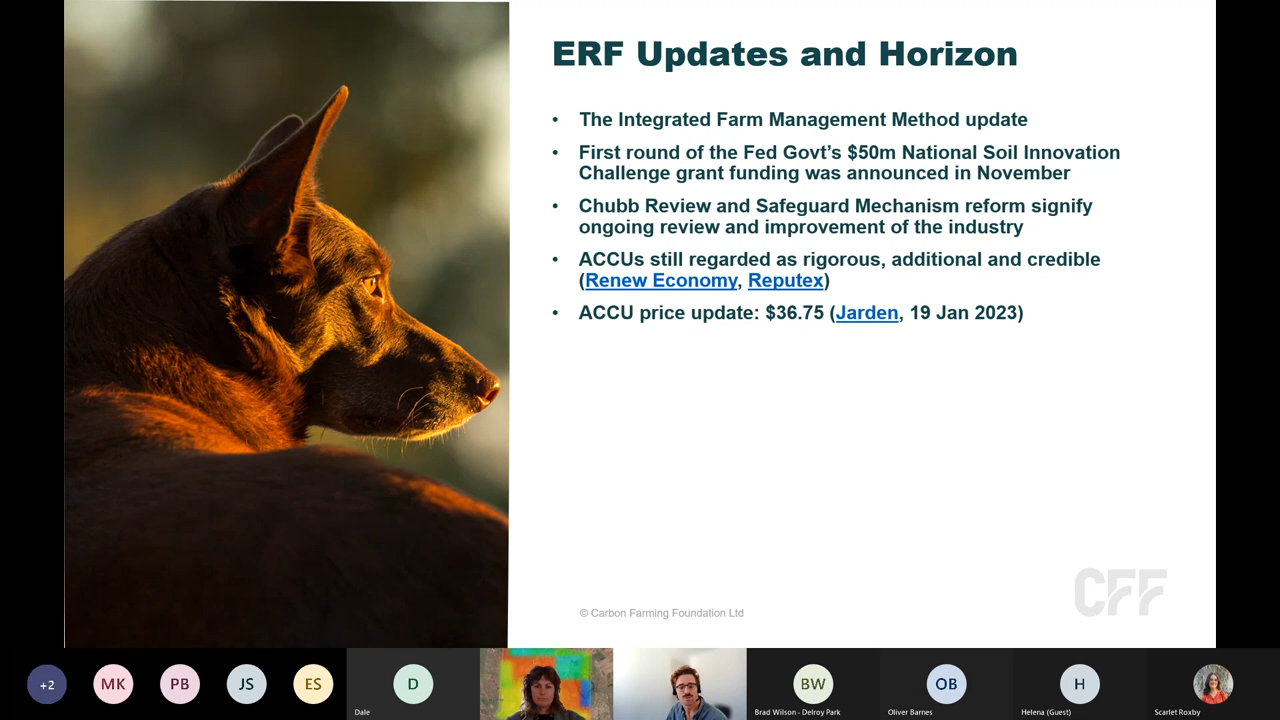 ERF Updates and Horizon
• The Integrated Farm Management Method update
• First round of the Fed Govt’s $50m National Soil Innovation
Challenge grant funding was announced in November
• Chubb Review and Safeguard Mechanism reform signify
ongoing review and improvement of the industry
• ACCUs still regarded as rigorous, additional and credible
(Renew Economy, Reputex)
• ACCU price update: $36.75 (Jarden, 19 Jan 2023)
© Carbon Farming Foundation Ltd
CFF
+2
MK
PB
JS
ES
D
Dale
BW
Brad Wilson - Delroy Park
OB
Oliver Barnes
H
Helena (Guest)
Scarlet Roxby